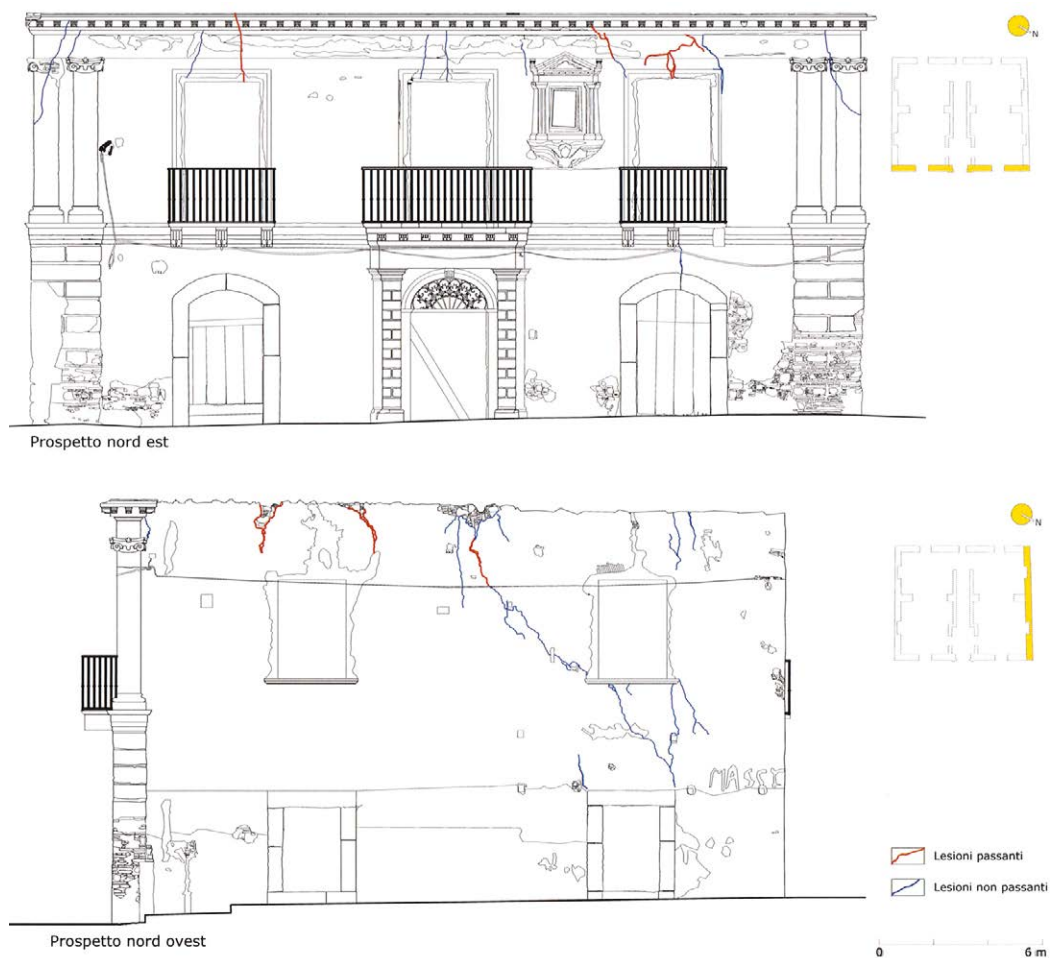 N
Prospetto nord est
N
MASSI
Lesioni passanti
Lesioni non passanti
Prospetto nord ovest
0 6 m